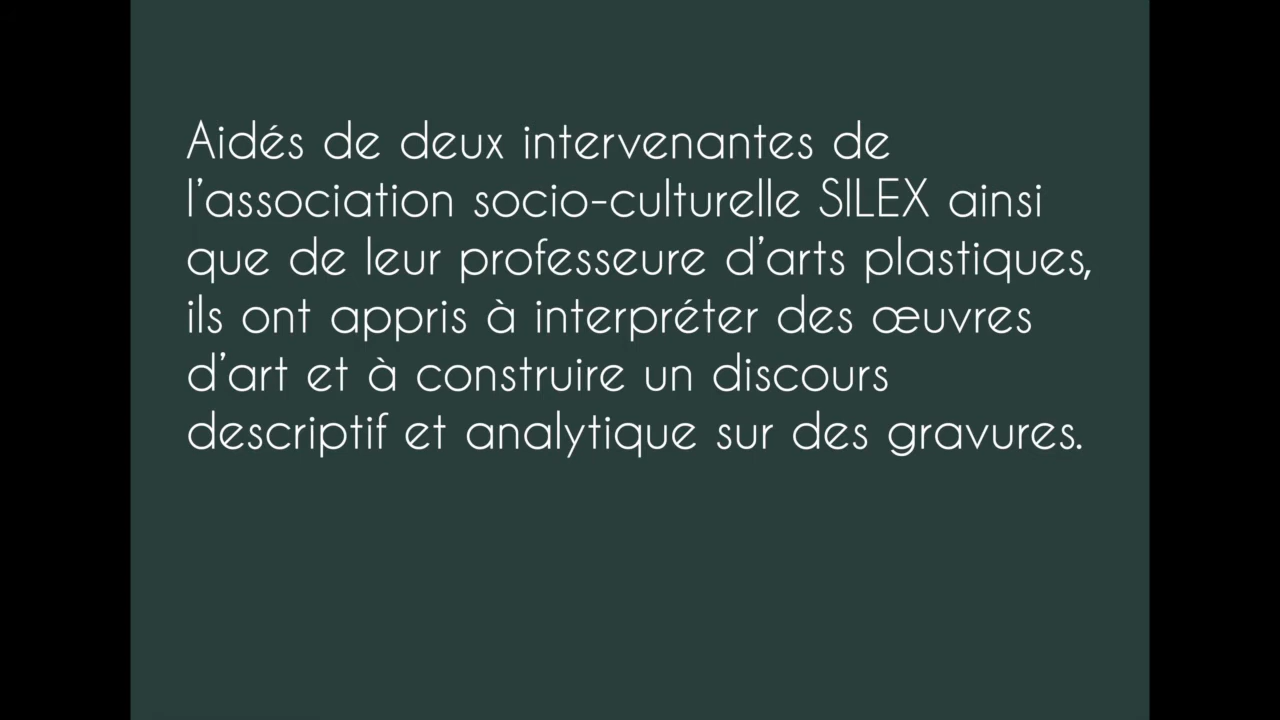 Aidés de deux intervenantes de
l'association socio-culturelle SILEX ainsi
que de leur professeure d'arts plastiques,
ils ont appris à interpréter des œuvres
d'art et à construire un discours
descriptif et analytique sur des gravures.